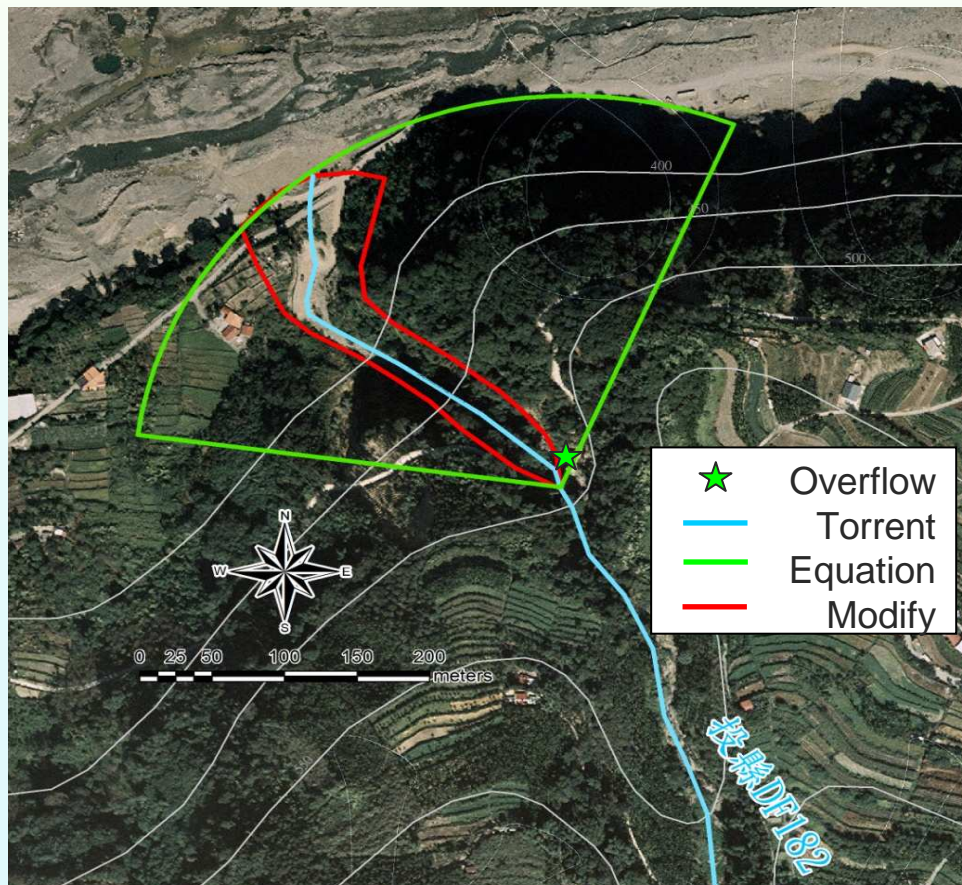 400
500
Overflow
Torrent
Equation
Modify
N
W E
S
0 25 50 100 150 200
meters
投縣DF182